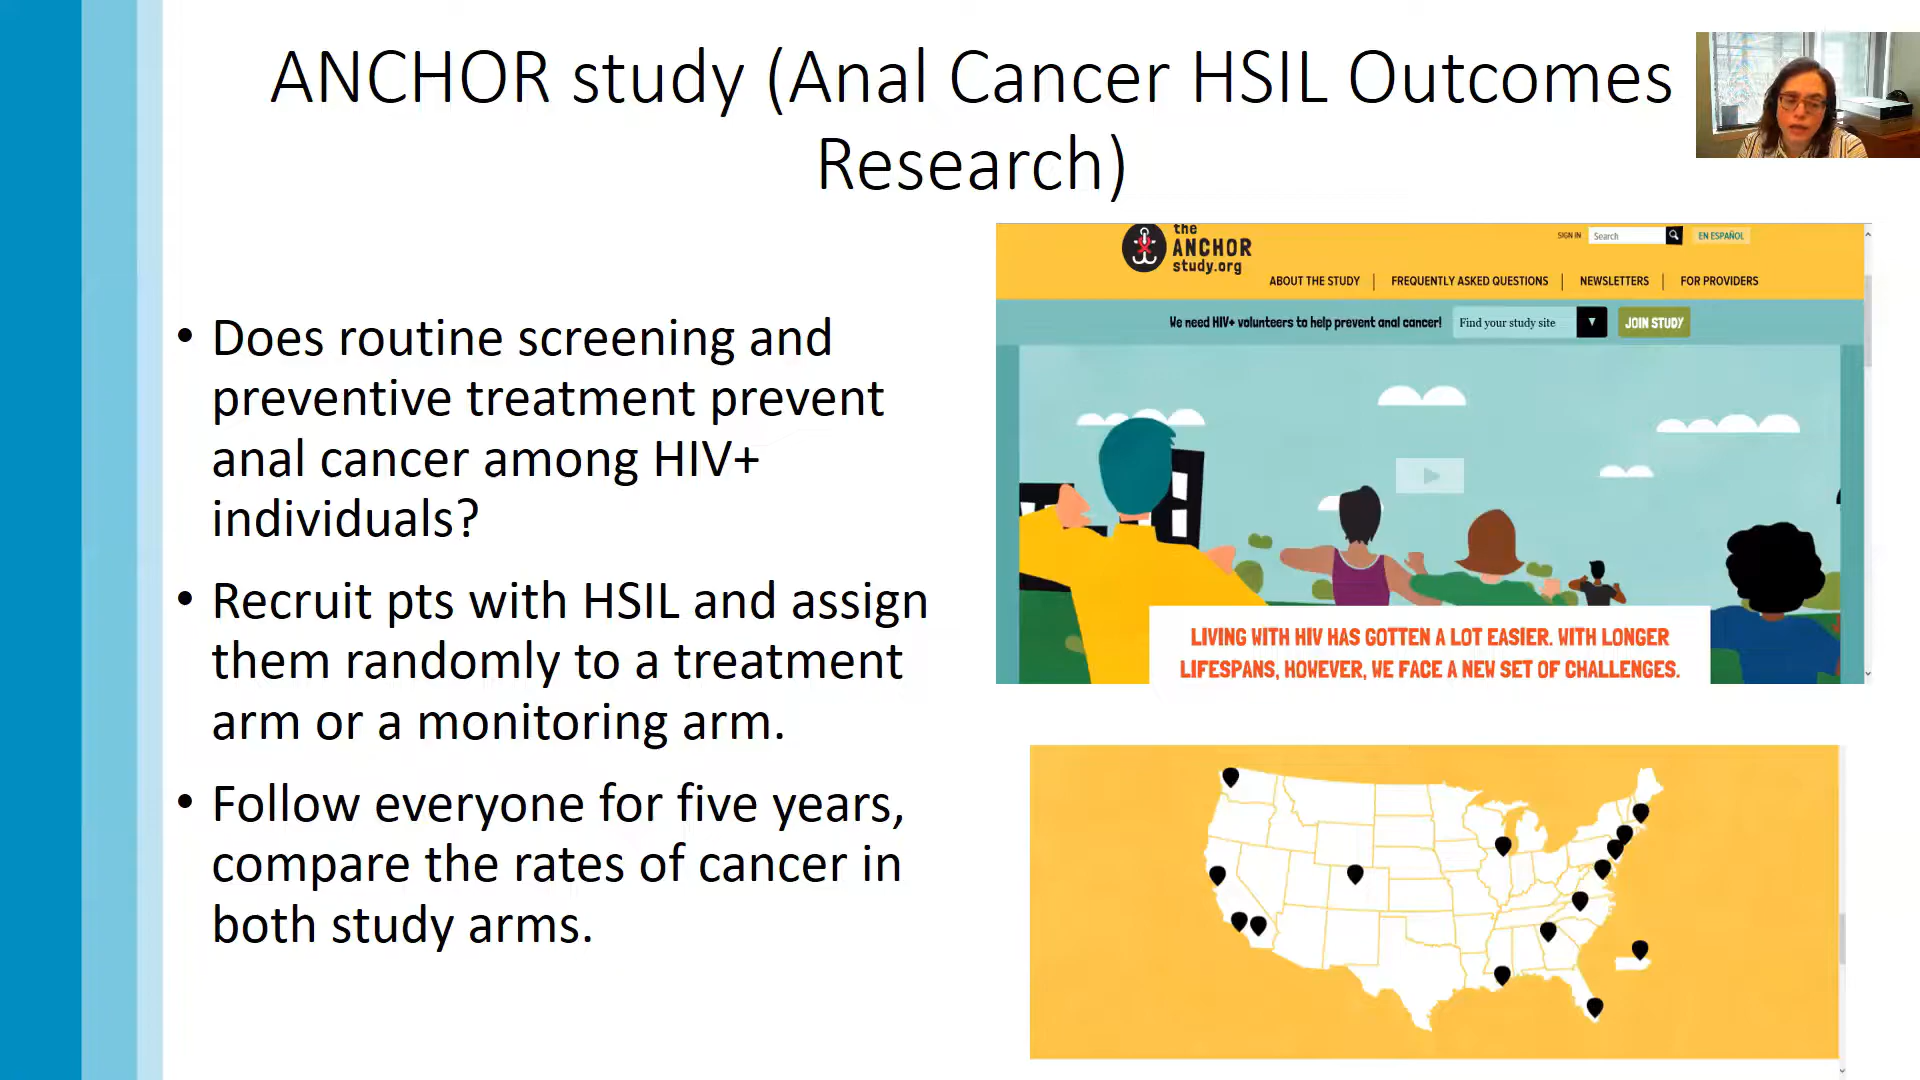 ANCHOR study (Anal Cancer HSIL Outcomes
Research)
• Does routine screening and
preventive treatment prevent
anal cancer among HIV+
individuals?
• Recruit pts with HSIL and assign
them randomly to a treatment
arm or a monitoring arm.
• Follow everyone for five years,
compare the rates of cancer in
both study arms.
the
ANCHOR
study.org
SIGN IN
Search
EN ESPAÑOL
ABOUT THE STUDY
FREQUENTLY ASKED QUESTIONS
NEWSLETTERS
FOR PROVIDERS
We need HIV+ volunteers to help prevent anal cancer!
Find your study site
JOIN STUDY
LIVING WITH HIV HAS GOTTEN A LOT EASIER. WITH LONGER
LIFESPANS, HOWEVER, WE FACE A NEW SET OF CHALLENGES.